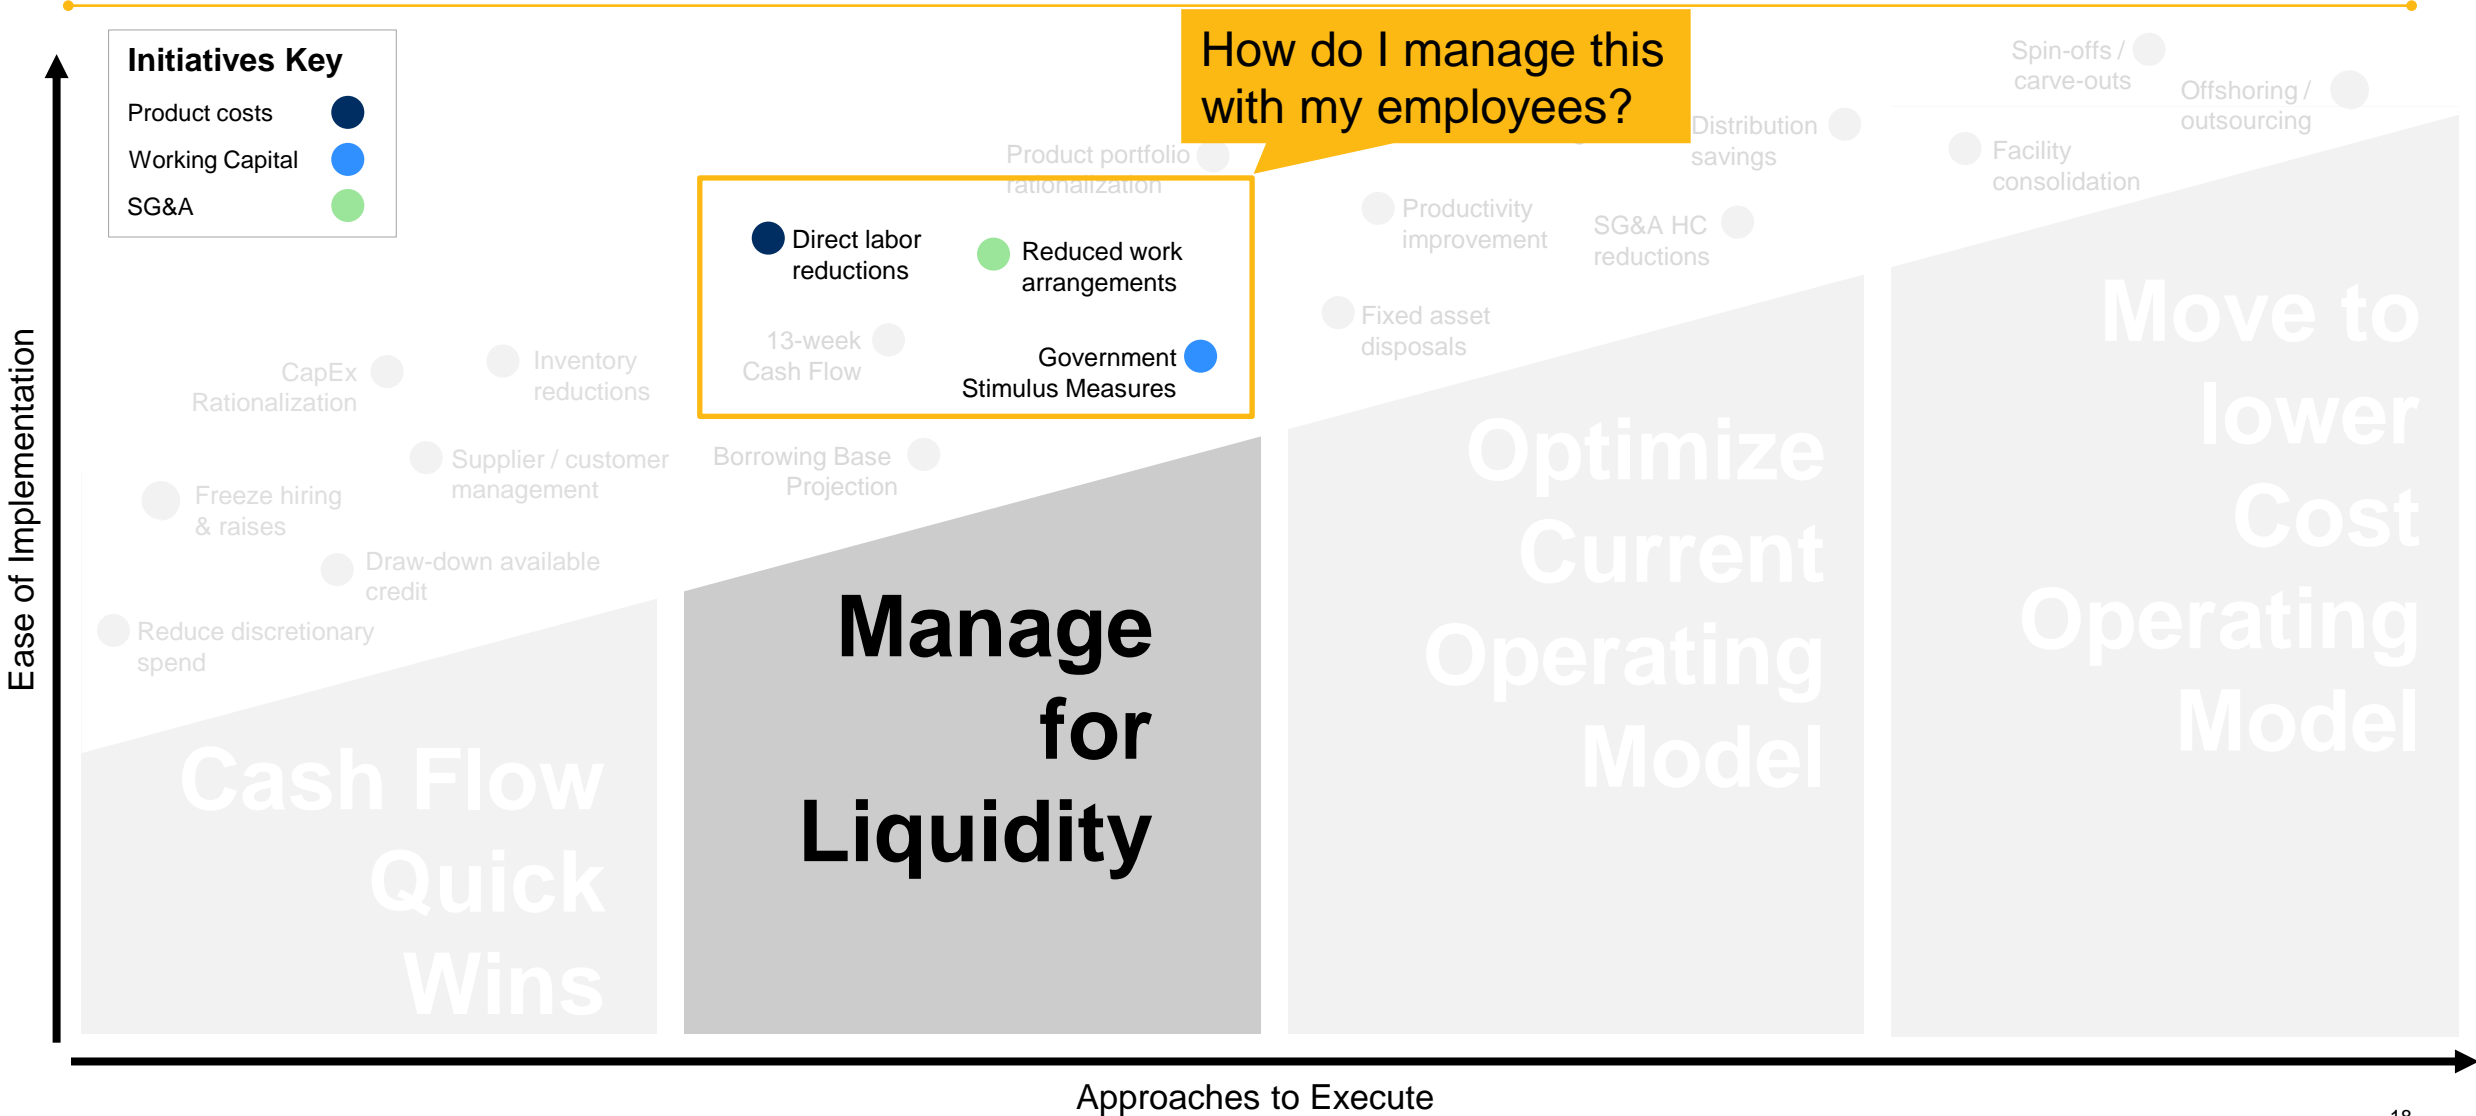 How do I manage this
with my employees?
Initiatives Key
Product costs
Working Capital
SG&A
Ease of Implementation
Reduce discretionary
spend
Freeze hiring
& raises
Draw-down available
credit
CapEx
Rationalization
Supplier / customer
management
Inventory
reductions
Cash Flow
Quick
Wins
Product portfolio
rationalization
Direct labor
reductions
Reduced work
arrangements
13-week
Cash Flow
Government
Stimulus Measures
Borrowing Base
Projection
Manage
for
Liquidity
Distribution
savings
Productivity
improvement
SG&A HC
reductions
Fixed asset
disposals
Optimize
Current
Operating
Model
Spin-offs /
carve-outs
Offshoring /
outsourcing
Facility
consolidation
Move to
lower
Cost
Operating
Model
Approaches to Execute